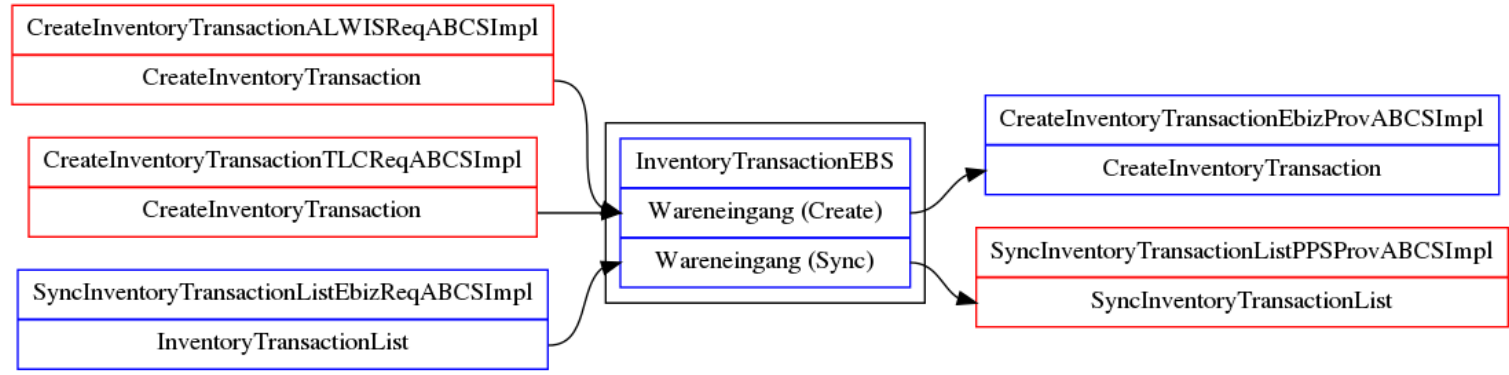 CreateInventoryTransactionALWISReqABCSImpl
CreateInventoryTransaction
CreateInventoryTransactionTLCReqABCSImpl
CreateInventoryTransaction
SyncInventoryTransactionListEbizReqABCSImpl
InventoryTransactionList
InventoryTransactionEBS
Wareneingang (Create)
Wareneingang (Sync)
CreateInventoryTransactionEbizProvABCSImpl
CreateInventoryTransaction
SyncInventoryTransactionListPPSProvABCSImpl
SyncInventoryTransactionList